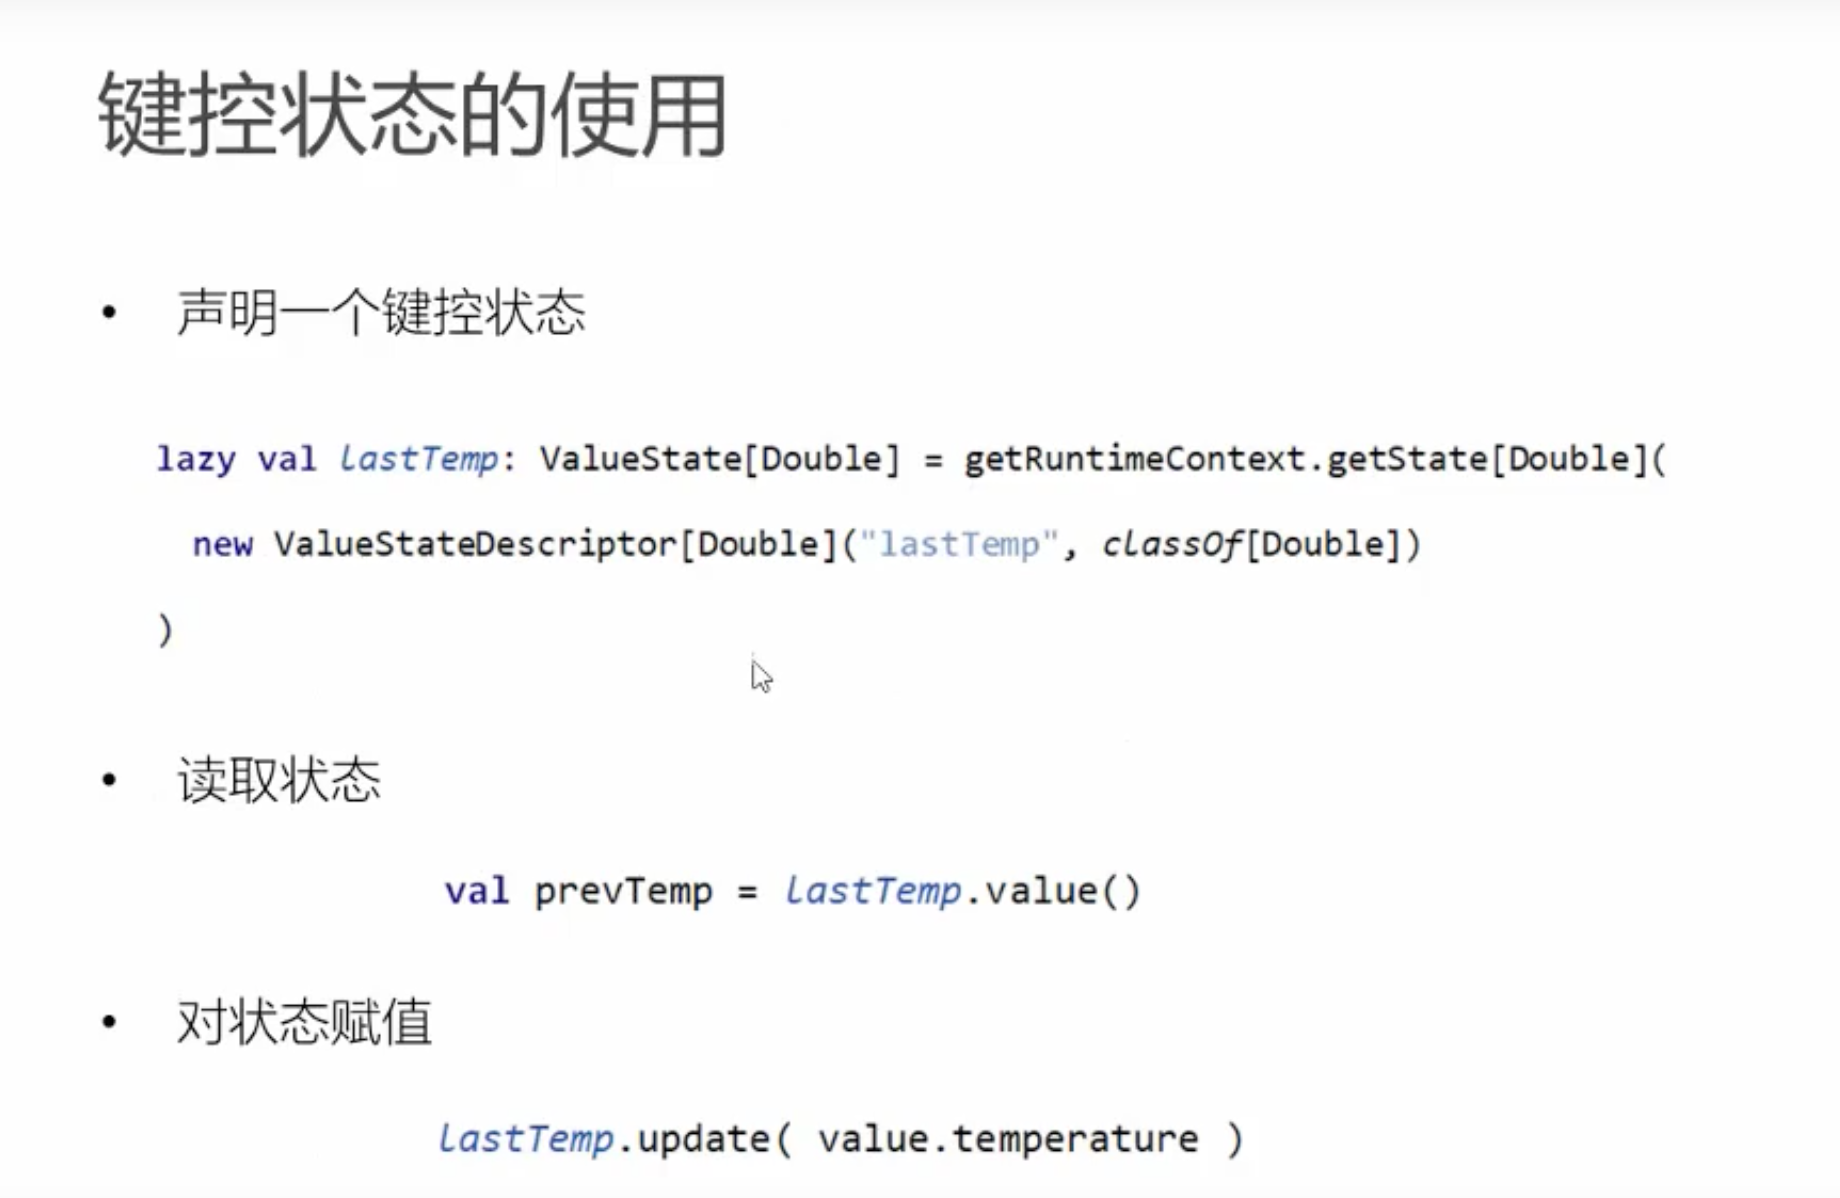 键控状态的使用
• 声明一个键控状态
lazy val lastTemp: ValueState[Double] = getRuntimeContext.getState[Double](
new ValueStateDescriptor[Double]("lastTemp", classOf[Double])
)
• 读取状态
val prevTemp = lastTemp.value()
• 对状态赋值
lastTemp.update( value.temperature )